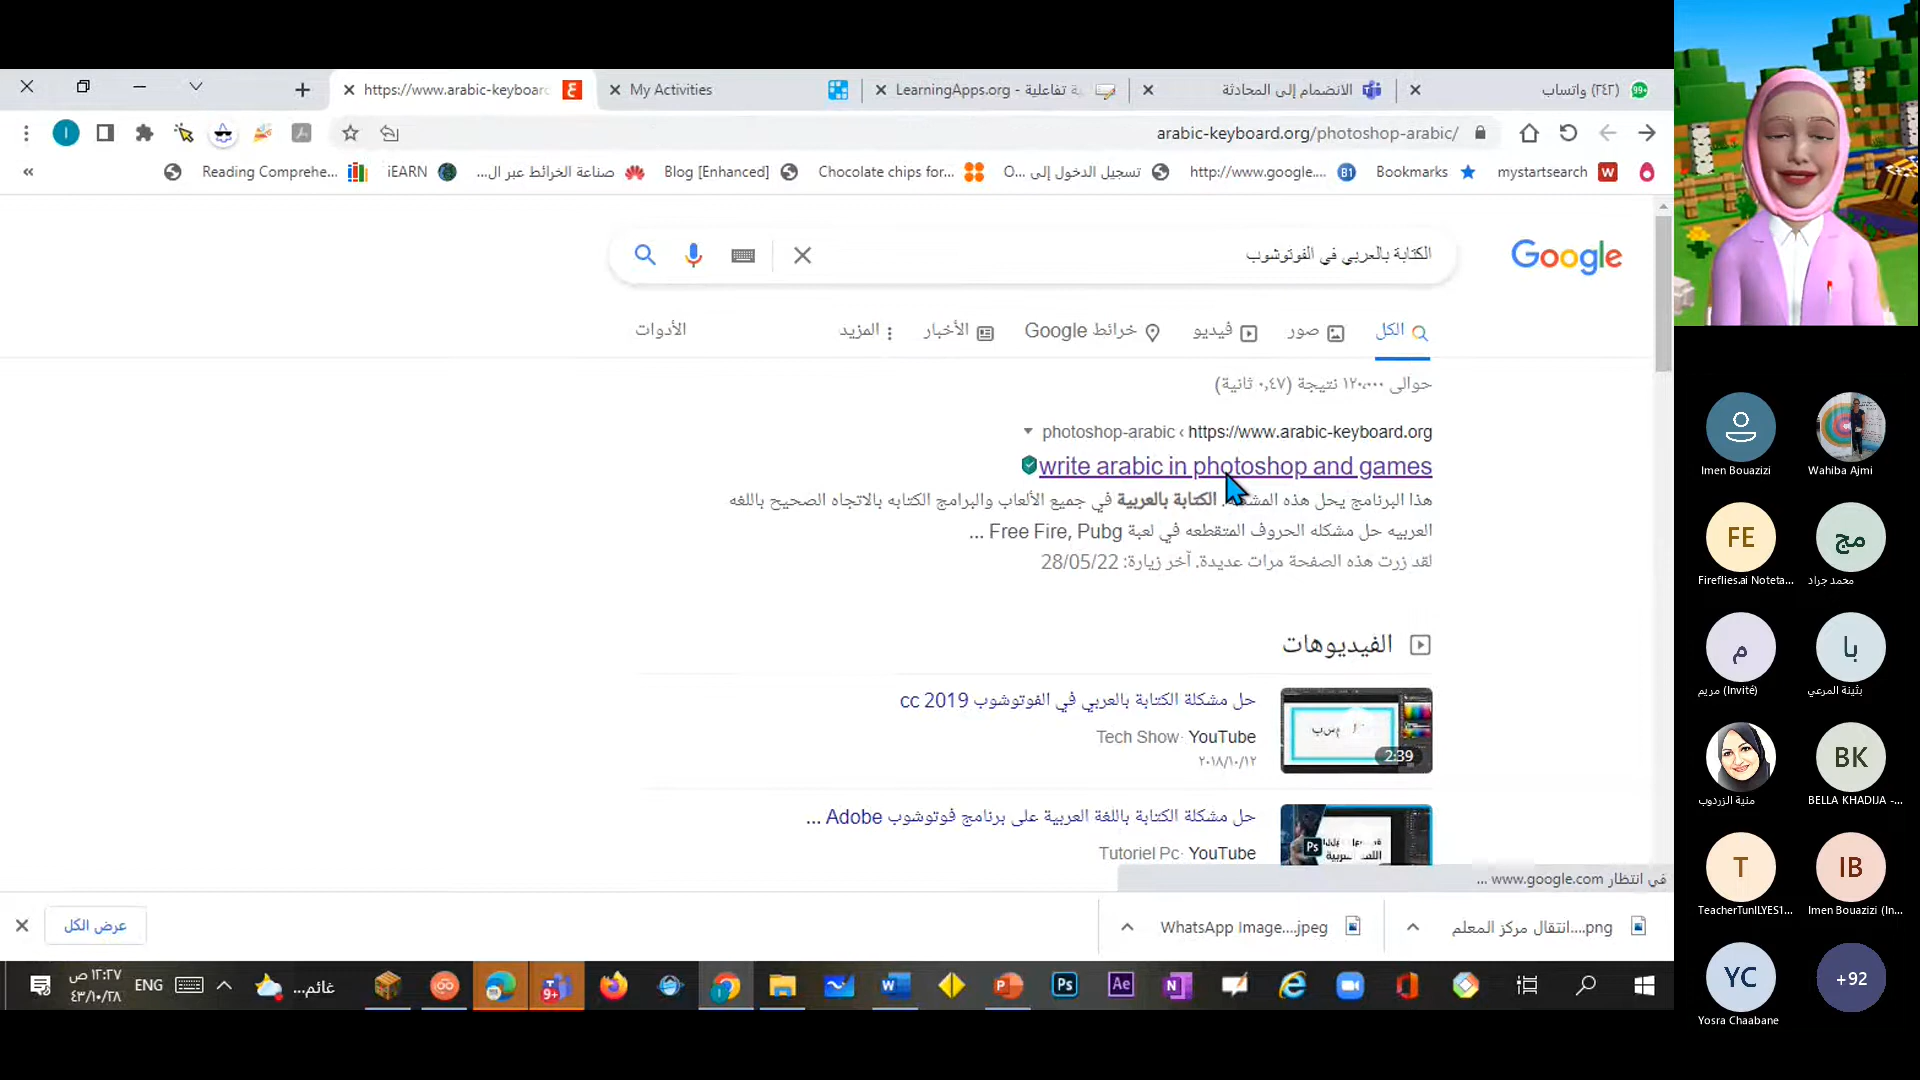 https://www.arabic-keyboard
My Activities
LearningApps.org - تفاعلية
الانضمام إلى المحادثة
(٢٤٢) واتساب
arabic-keyboard.org/photoshop-arabic/
Reading Comprehe...
iEARN
صناعة الخرائط عبر ال...
Blog [Enhanced]
Chocolate chips for...
تسجيل الدخول إلى O...
http://www.google....
Bookmarks
mystartsearch
الكتابة بالعربي في الفوتوشوب
Google
الكل
صور
فيديو
خرائط Google
الأخبار
المزيد
الأدوات
حوالى ١٢٠،٠٠٠ نتيجة (٠,٤٧ ثانية)
https://www.arabic-keyboard.org › photoshop-arabic
write arabic in photoshop and games
هذا البرنامج يحل هذه الكتابة بالعربية في جميع الألعاب والبرامج الكتابه بالاتجاه الصحيح باللغه
العربيه حل مشكله الحروف المتقطعه في لعبة Free Fire, Pubg ...
لقد زرت هذه الصفحة مرات عديدة. آخر زيارة: 28/05/22
الفيديوهات
حل مشكلة الكتابة بالعربي في الفوتوشوب cc 2019
YouTube · Tech Show
١٢‏/١٠‏/٢٠١٨
2:39
حل مشكلة الكتابة باللغة العربية على برنامج فوتوشوب Adobe ...
YouTube · Tutoriel Pc
Ps
اللغة العربية
في انتظار www.google.com ...
انتقال مركز المعلم....png
WhatsApp Image....jpeg
عرض الكل
١٢:٢٧ ص
٤٣/١٠/٢٨
ENG
غائم...
Imen Bouazizi
Wahiba Ajmi
FE
Fireflies.ai Noteta...
مج
محمد جراد
م
مريم (Invité)
با
بثينة المرعي
منية الزردوب
BK
BELLA KHADIJA -...
T
TeacherTunILYES1...
IB
Imen Bouazizi (In...
YC
Yosra Chaabane
+92